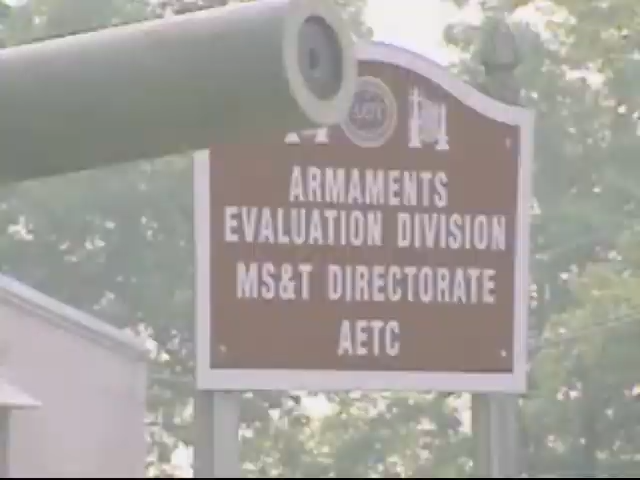 ARMAMENTS
EVALUATION DIVISION
MS&T DIRECTORATE
AETC